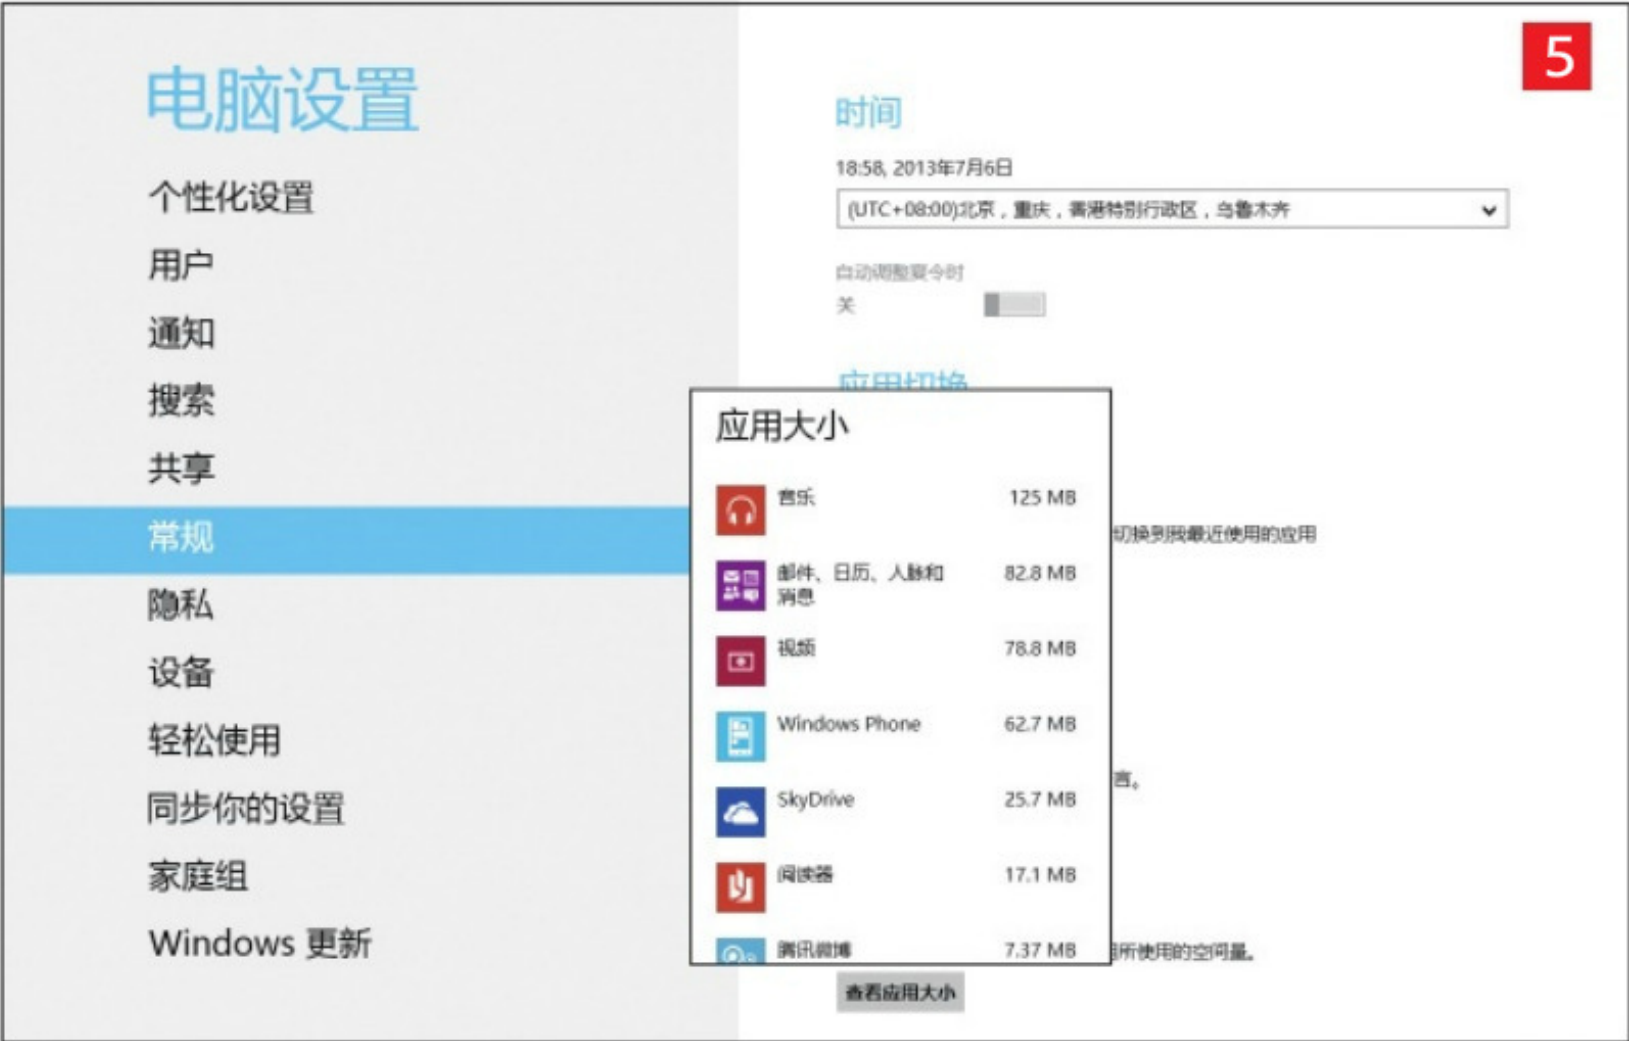 5
电脑设置
个性化设置
用户
通知
搜索
共享
常规
隐私
设备
轻松使用
同步你的设置
家庭组
Windows 更新
时间
18:58, 2013年7月6日
(UTC+08:00)北京，重庆，香港特别行政区，乌鲁木齐
自动调整夏令时
关
应用切换
切换到我最近使用的应用
言。
所使用的空间量。
查看应用大小
应用大小
音乐 125 MB
邮件、日历、人脉和 82.8 MB
消息
视频 78.8 MB
Windows Phone 62.7 MB
SkyDrive 25.7 MB
阅读器 17.1 MB
腾讯微博 7.37 MB